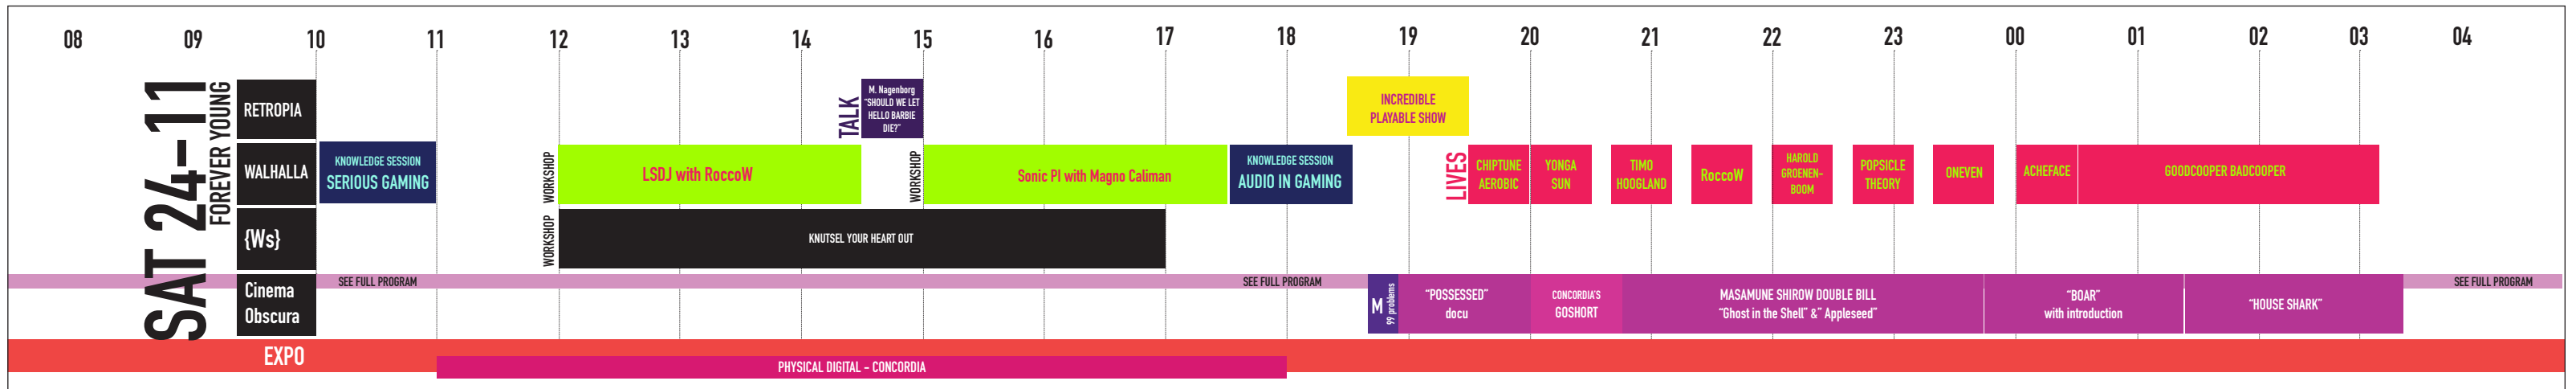 08 09 10 11 12 13 14 15 16 17 18 19 20 21 22 23 00 01 02 03 04
SAT 24-11
FOREVER YOUNG
RETROPIA
TALK
M. Nagenborg
"SHOULD WE LET
HELLO BARBIE
DIE?"
INCREDIBLE
PLAYABLE SHOW
WALHALLA
KNOWLEDGE SESSION
SERIOUS GAMING
WORKSHOP
LSDJ with RoccoW
WORKSHOP
Sonic PI with Magno Caliman
KNOWLEDGE SESSION
AUDIO IN GAMING
LIVES
CHIPTUNE
AEROBIC
YONGA
SUN
TIMO
HOOGLAND
RoccoW
HAROLD
GROENEN-
BOOM
POPSICLE
THEORY
ONEVEN
ACHEFACE
GOODCOOPER BADCOOPER
{Ws}
WORKSHOP
KNUTSEL YOUR HEART OUT
Cinema
Obscura
SEE FULL PROGRAM
SEE FULL PROGRAM
M
99 problems
"POSSESSED"
docu
CONCORDIA'S
GOSHORT
MASAMUNE SHIROW DOUBLE BILL
"Ghost in the Shell" &" Appleseed"
"BOAR"
with introduction
"HOUSE SHARK"
SEE FULL PROGRAM
EXPO
PHYSICAL DIGITAL - CONCORDIA